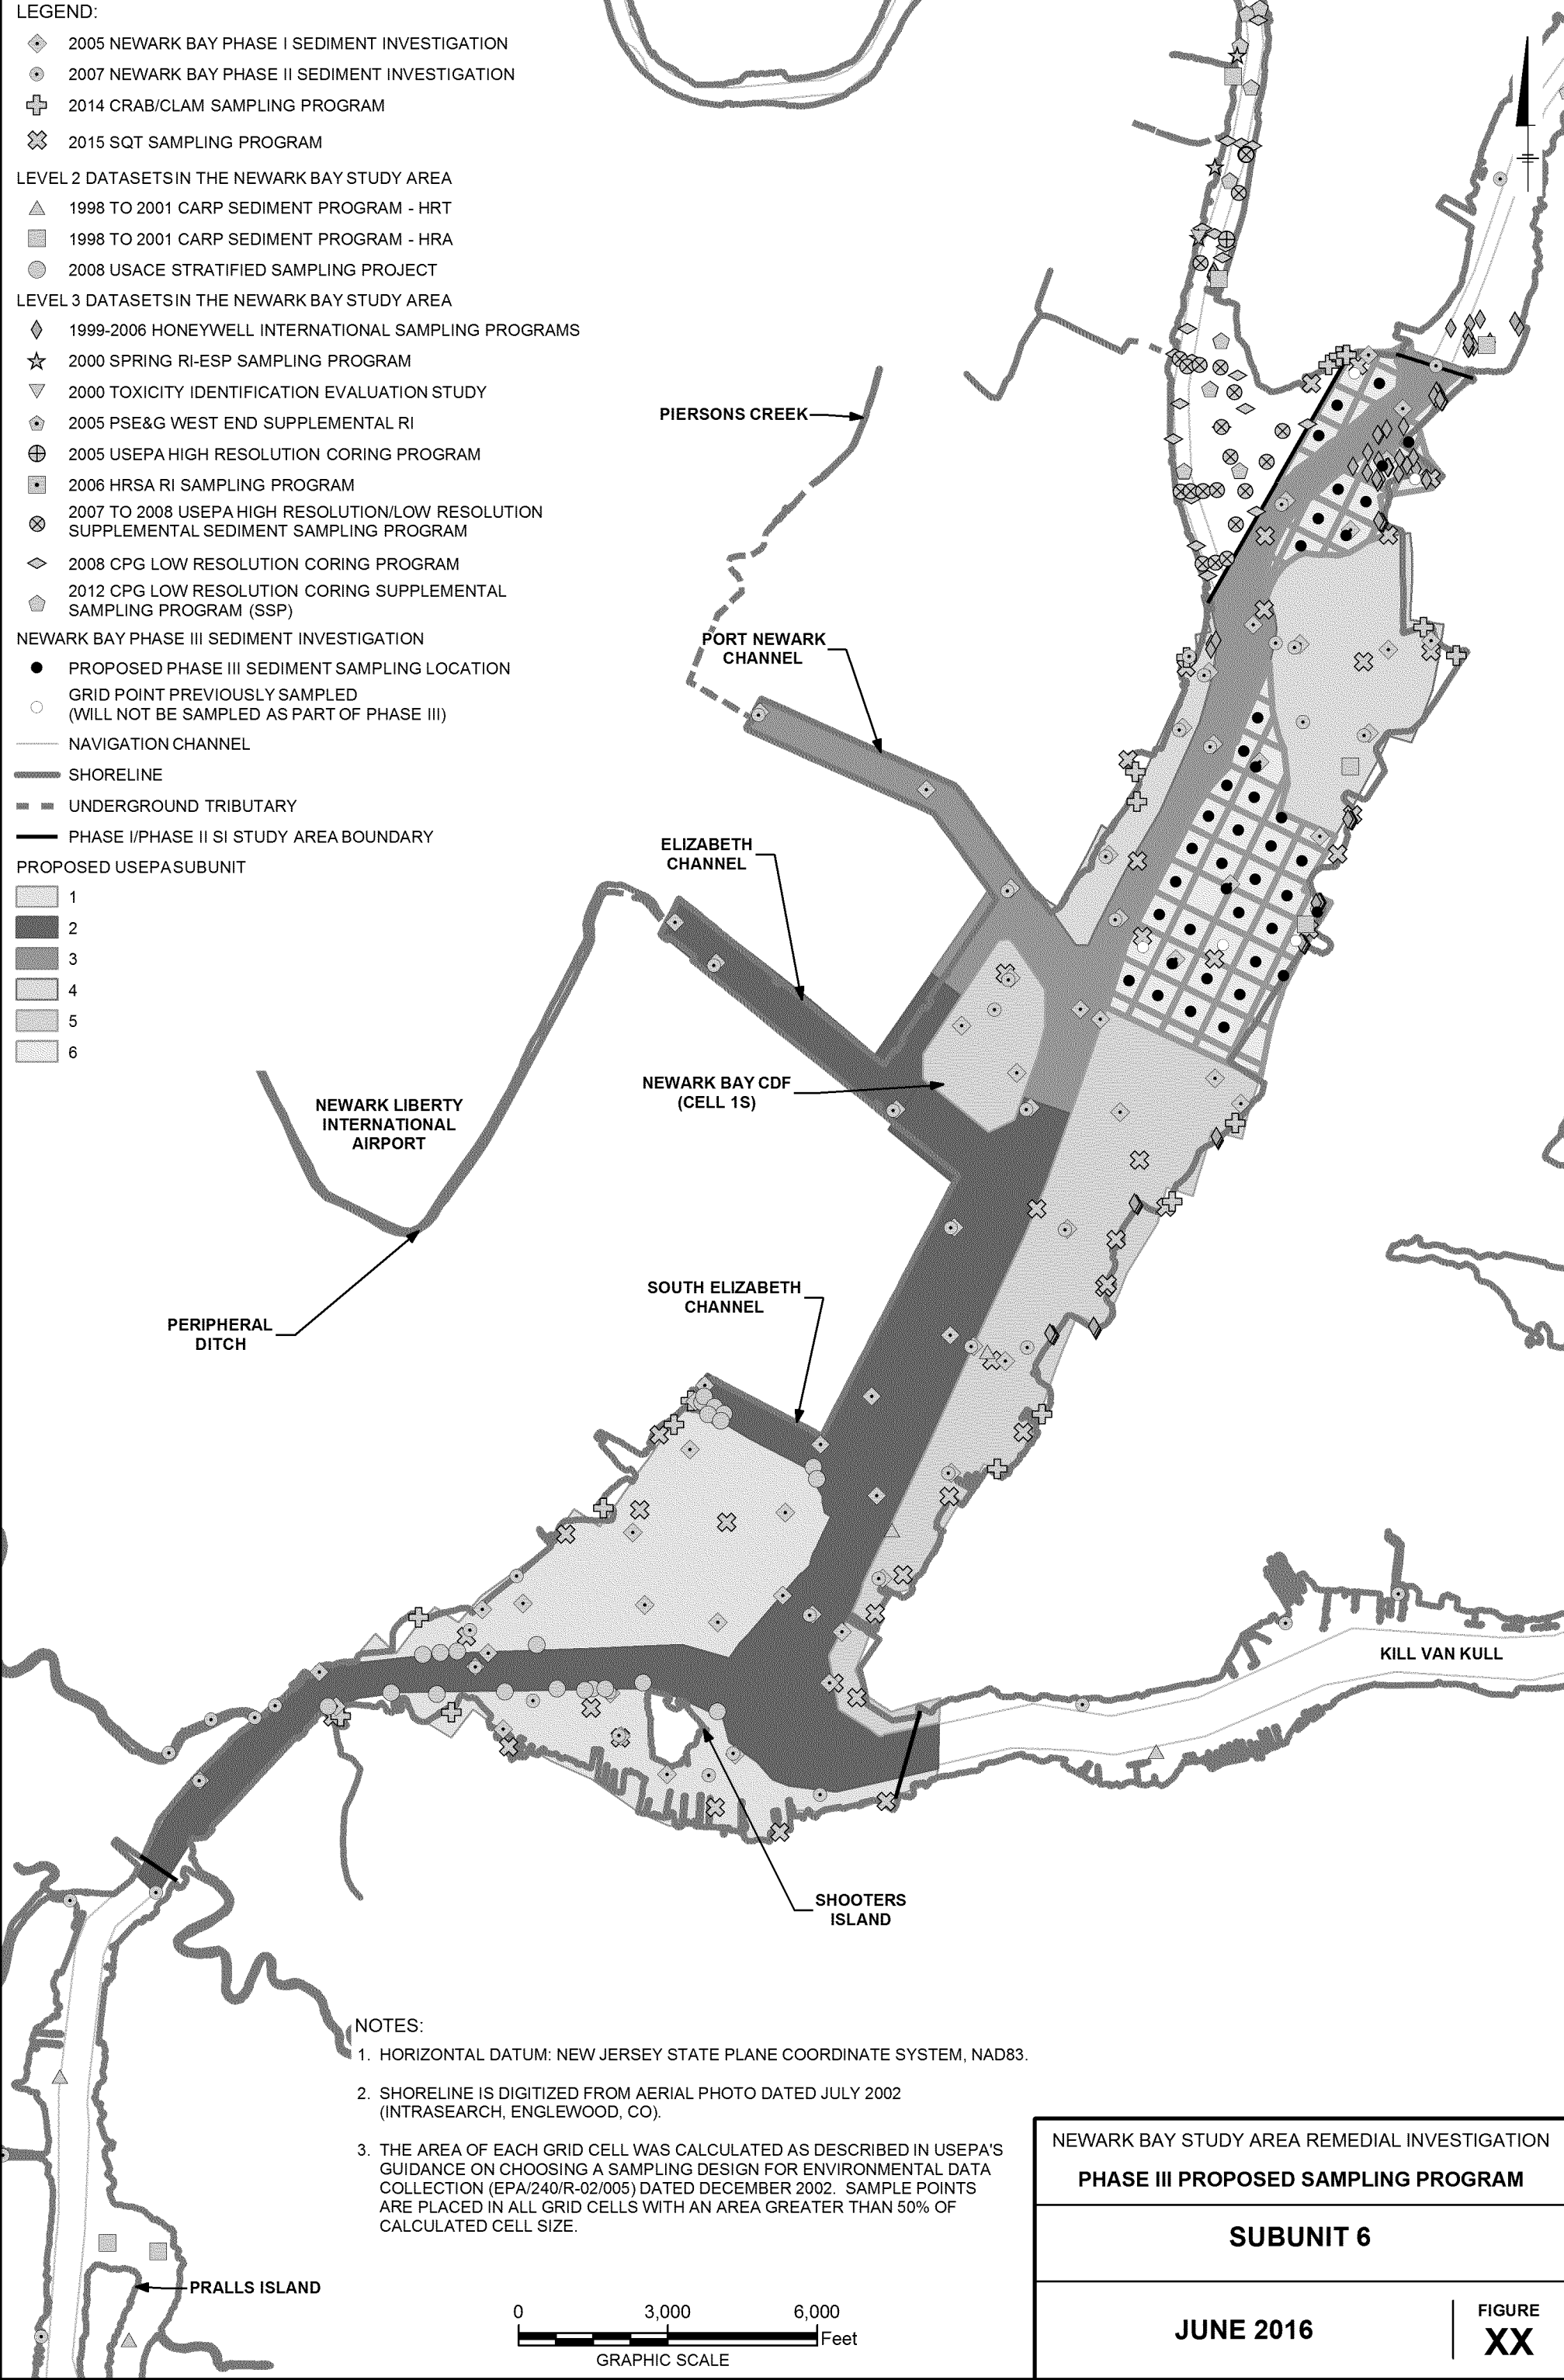 LEGEND:
2005 NEWARK BAY PHASE I SEDIMENT INVESTIGATION
2007 NEWARK BAY PHASE II SEDIMENT INVESTIGATION
2014 CRAB/CLAM SAMPLING PROGRAM
2015 SQT SAMPLING PROGRAM
LEVEL 2 DATASETS IN THE NEWARK BAY STUDY AREA
1998 TO 2001 CARP SEDIMENT PROGRAM - HRT
1998 TO 2001 CARP SEDIMENT PROGRAM - HRA
2008 USACE STRATIFIED SAMPLING PROJECT
LEVEL 3 DATASETS IN THE NEWARK BAY STUDY AREA
1999-2006 HONEYWELL INTERNATIONAL SAMPLING PROGRAMS
2000 SPRING RI-ESP SAMPLING PROGRAM
2000 TOXICITY IDENTIFICATION EVALUATION STUDY
2005 PSE&G WEST END SUPPLEMENTAL RI
2005 USEPA HIGH RESOLUTION CORING PROGRAM
2006 HRSA RI SAMPLING PROGRAM
2007 TO 2008 USEPA HIGH RESOLUTION/LOW RESOLUTION
SUPPLEMENTAL SEDIMENT SAMPLING PROGRAM
2008 CPG LOW RESOLUTION CORING PROGRAM
2012 CPG LOW RESOLUTION CORING SUPPLEMENTAL
SAMPLING PROGRAM (SSP)
NEWARK BAY PHASE III SEDIMENT INVESTIGATION
PROPOSED PHASE III SEDIMENT SAMPLING LOCATION
GRID POINT PREVIOUSLY SAMPLED
(WILL NOT BE SAMPLED AS PART OF PHASE III)
NAVIGATION CHANNEL
SHORELINE
UNDERGROUND TRIBUTARY
PHASE I/PHASE II SI STUDY AREA BOUNDARY
PROPOSED USEPA SUBUNIT
1
2
3
4
5
6
PIERSONS CREEK
PORT NEWARK
CHANNEL
ELIZABETH
CHANNEL
NEWARK BAY CDF
(CELL 1S)
NEWARK LIBERTY
INTERNATIONAL
AIRPORT
PERIPHERAL
DITCH
SOUTH ELIZABETH
CHANNEL
KILL VAN KULL
SHOOTERS
ISLAND
PRALLS ISLAND
NOTES:
1. HORIZONTAL DATUM: NEW JERSEY STATE PLANE COORDINATE SYSTEM, NAD83.
2. SHORELINE IS DIGITIZED FROM AERIAL PHOTO DATED JULY 2002
(INTRASEARCH, ENGLEWOOD, CO).
3. THE AREA OF EACH GRID CELL WAS CALCULATED AS DESCRIBED IN USEPA'S
GUIDANCE ON CHOOSING A SAMPLING DESIGN FOR ENVIRONMENTAL DATA
COLLECTION (EPA/240/R-02/005) DATED DECEMBER 2002. SAMPLE POINTS
ARE PLACED IN ALL GRID CELLS WITH AN AREA GREATER THAN 50% OF
CALCULATED CELL SIZE.
0 3,000 6,000
Feet
GRAPHIC SCALE
NEWARK BAY STUDY AREA REMEDIAL INVESTIGATION
PHASE III PROPOSED SAMPLING PROGRAM
SUBUNIT 6
JUNE 2016
FIGURE
XX